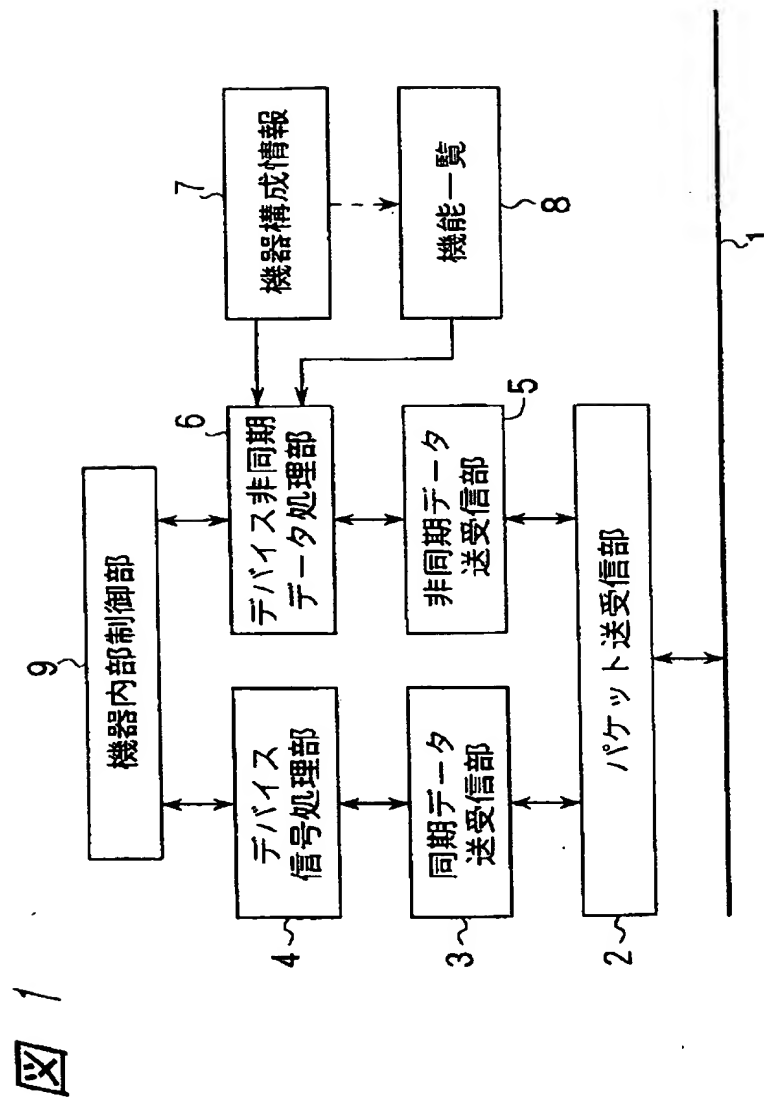 図 1
9
機器内部制御部
4
デバイス
信号処理部
6
デバイス非同期
データ処理部
7
機器構成情報
3
同期データ
送受信部
5
非同期データ
送受信部
8
機能一覧
2
パケット送受信部
1